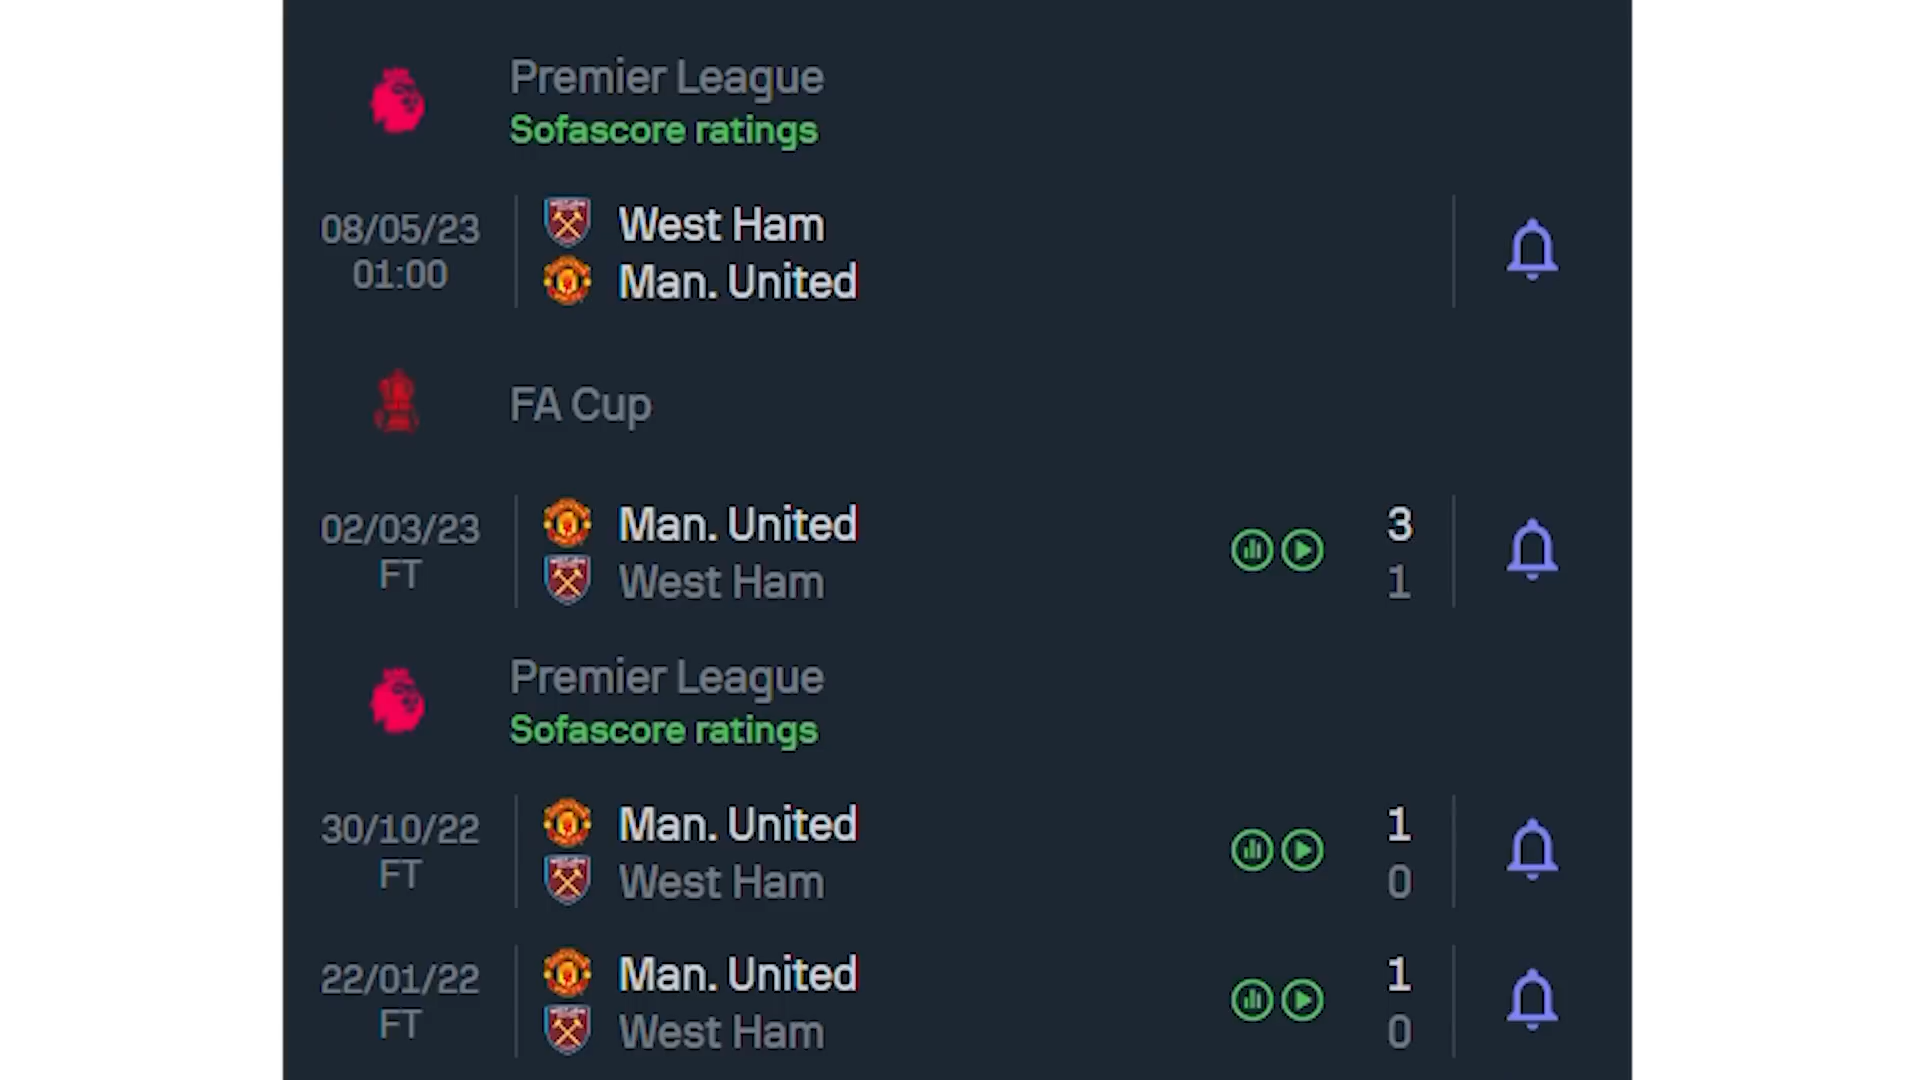 Premier League
Sofascore ratings
08/05/23
01:00
West Ham
Man. United
FA Cup
02/03/23
FT
Man. United
West Ham
3
1
Premier League
Sofascore ratings
30/10/22
FT
Man. United
West Ham
1
0
22/01/22
FT
Man. United
West Ham
1
0